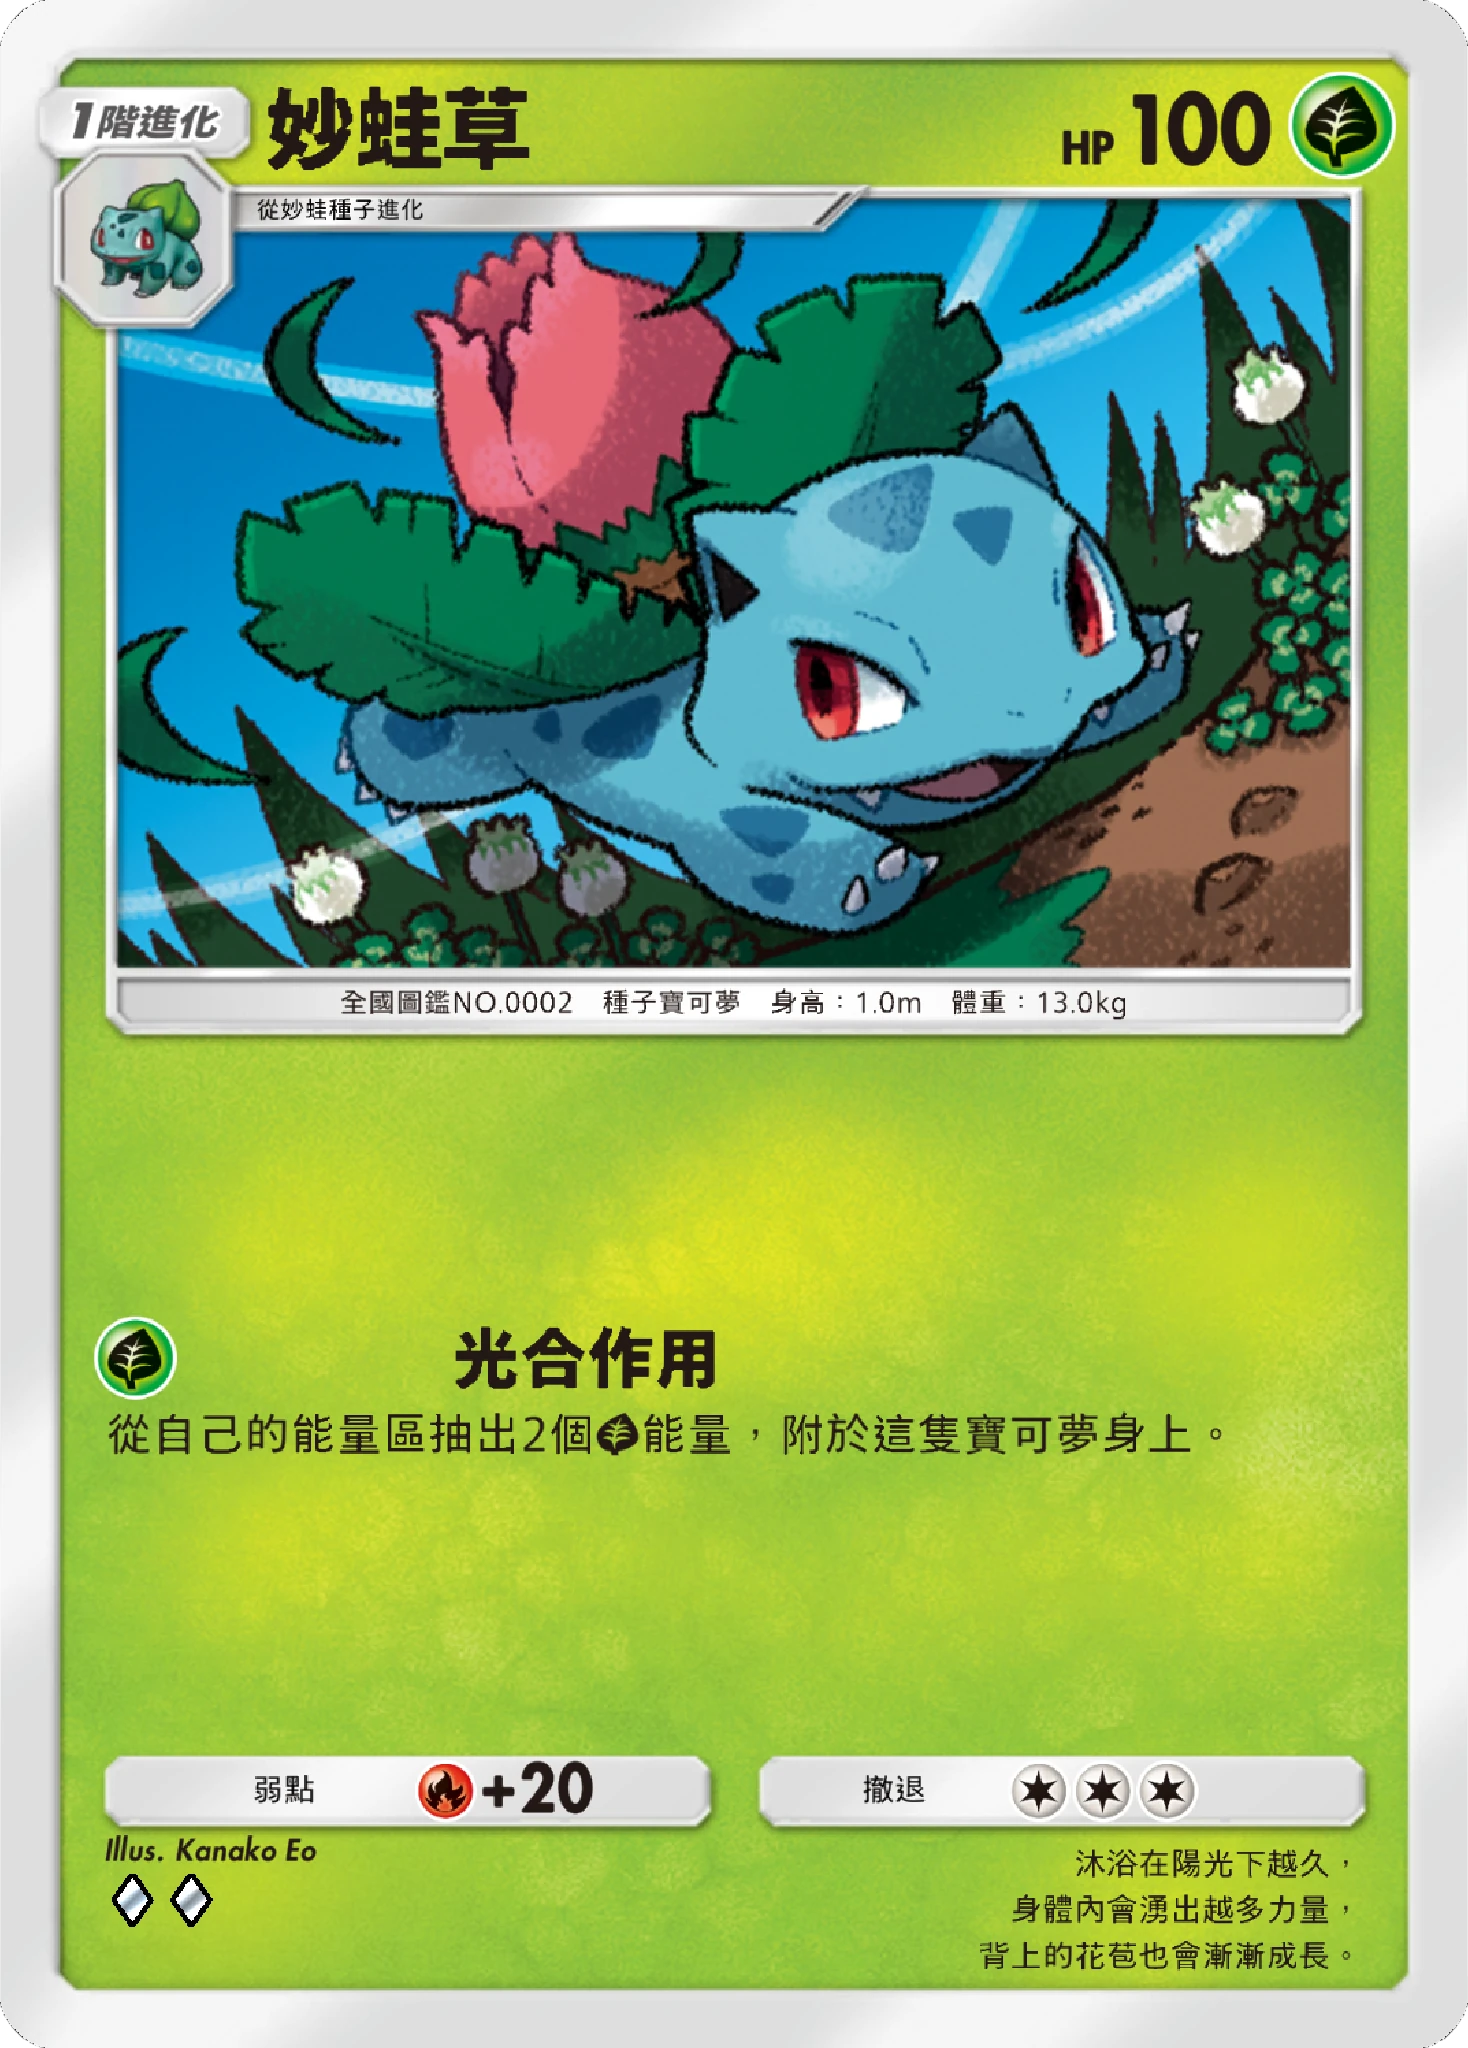 1階進化
妙蛙草
HP 100
從妙蛙種子進化
全國圖鑑NO.0002 種子寶可夢 身高：1.0m 體重：13.0kg
光合作用
從自己的能量區抽出2個能量，附於這隻寶可夢身上。
弱點 +20
撤退
Illus. Kanako Eo
沐浴在陽光下越久，
身體內會湧出越多力量，
背上的花苞也會漸漸成長。